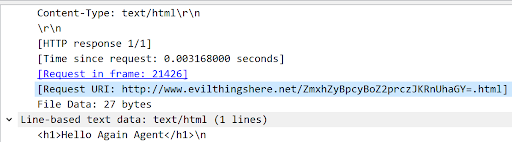 Content-Type: text/html\r\n
\r\n
[HTTP response 1/1]
[Time since request: 0.003168000 seconds]
[Request in frame: 21426]
[Request URI: http://www.evilthingshere.net/ZmxhZyBpcyBoZ2prczJKRnUhaGY=.html]
File Data: 27 bytes
Line-based text data: text/html (1 lines)
<h1>Hello Again Agent</h1>\n